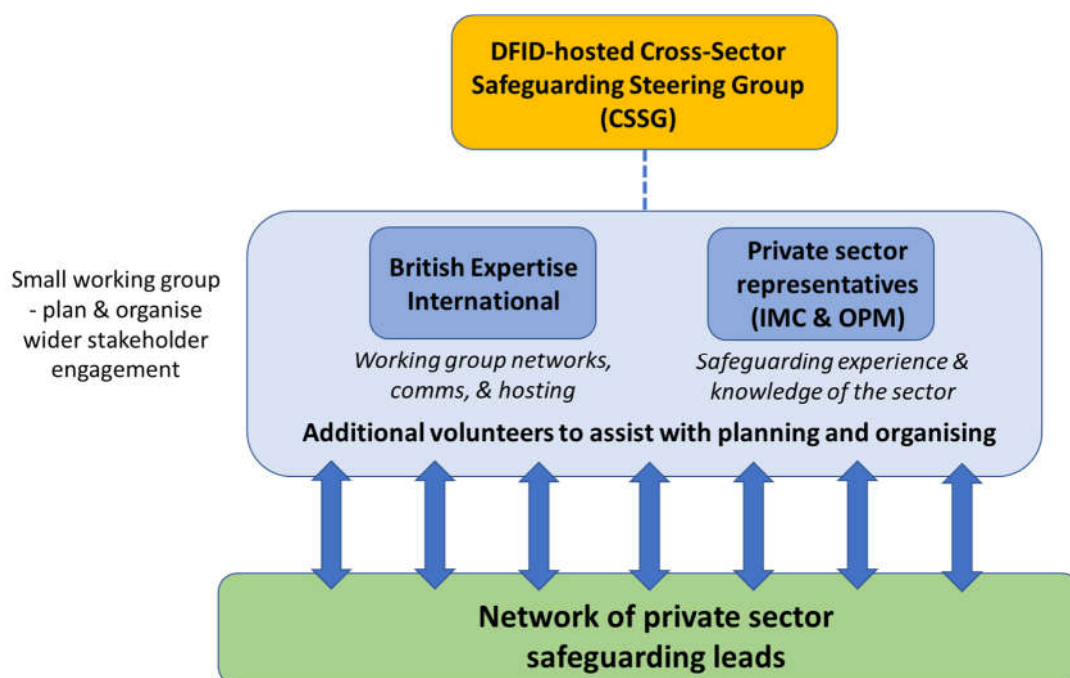 DFID-hosted Cross-Sector
Safeguarding Steering Group
(CSSG)
Small working group
- plan & organise
wider stakeholder
engagement
British Expertise
International
Working group networks,
comms, & hosting
Private sector
representatives
(IMC & OPM)
Safeguarding experience &
knowledge of the sector
Additional volunteers to assist with planning and organising
Network of private sector
safeguarding leads